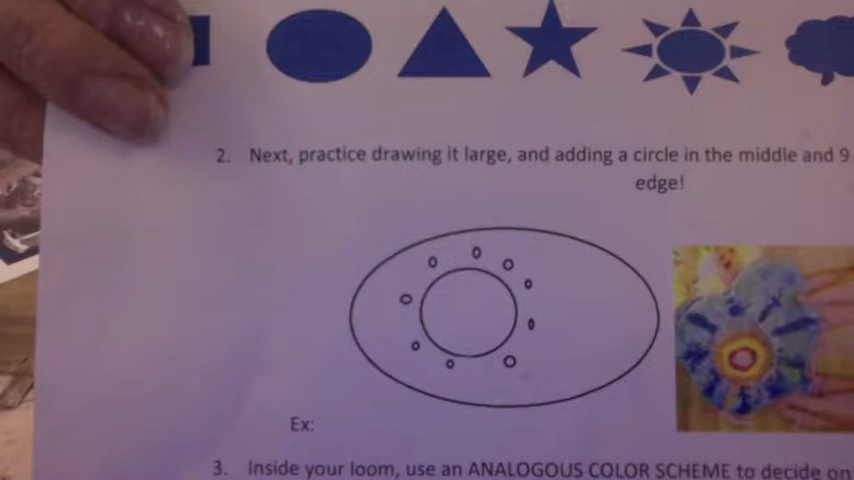 2. Next, practice drawing it large, and adding a circle in the middle and 9
edge!
Ex:
3. Inside your loom, use an ANALOGOUS COLOR SCHEME to decide on